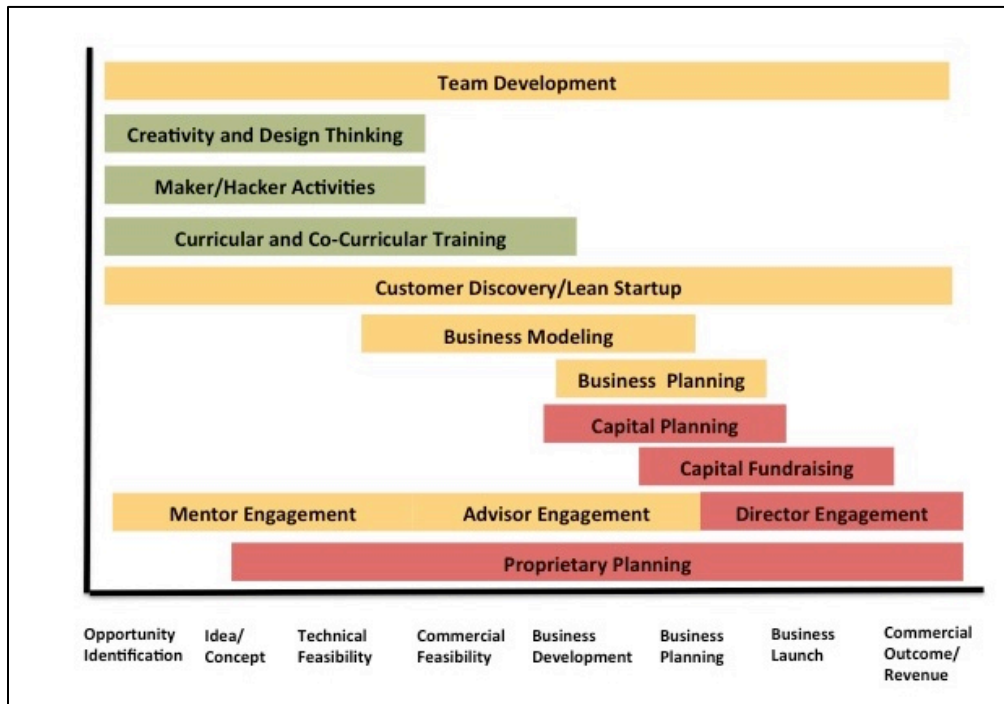 Team Development
Creativity and Design Thinking
Maker/Hacker Activities
Curricular and Co-Curricular Training
Customer Discovery/Lean Startup
Business Modeling
Business Planning
Capital Planning
Capital Fundraising
Mentor Engagement
Advisor Engagement
Director Engagement
Proprietary Planning
Opportunity
Identification
Idea/
Concept
Technical
Feasibility
Commercial
Feasibility
Business
Development
Business
Planning
Business
Launch
Commercial
Outcome/
Revenue